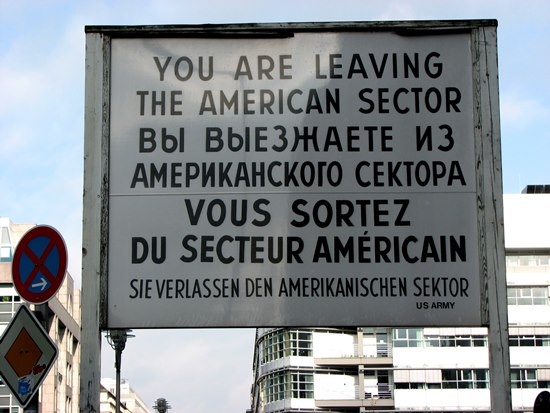 YOU ARE LEAVING
THE AMERICAN SECTOR
ВЫ ВЫЕЗЖАЕТЕ ИЗ
АМЕРИКАНСКОГО СЕКТОРА
VOUS SORTEZ
DU SECTEUR AMÉRICAIN
SIE VERLASSEN DEN AMERIKANISCHEN SEKTOR
US ARMY